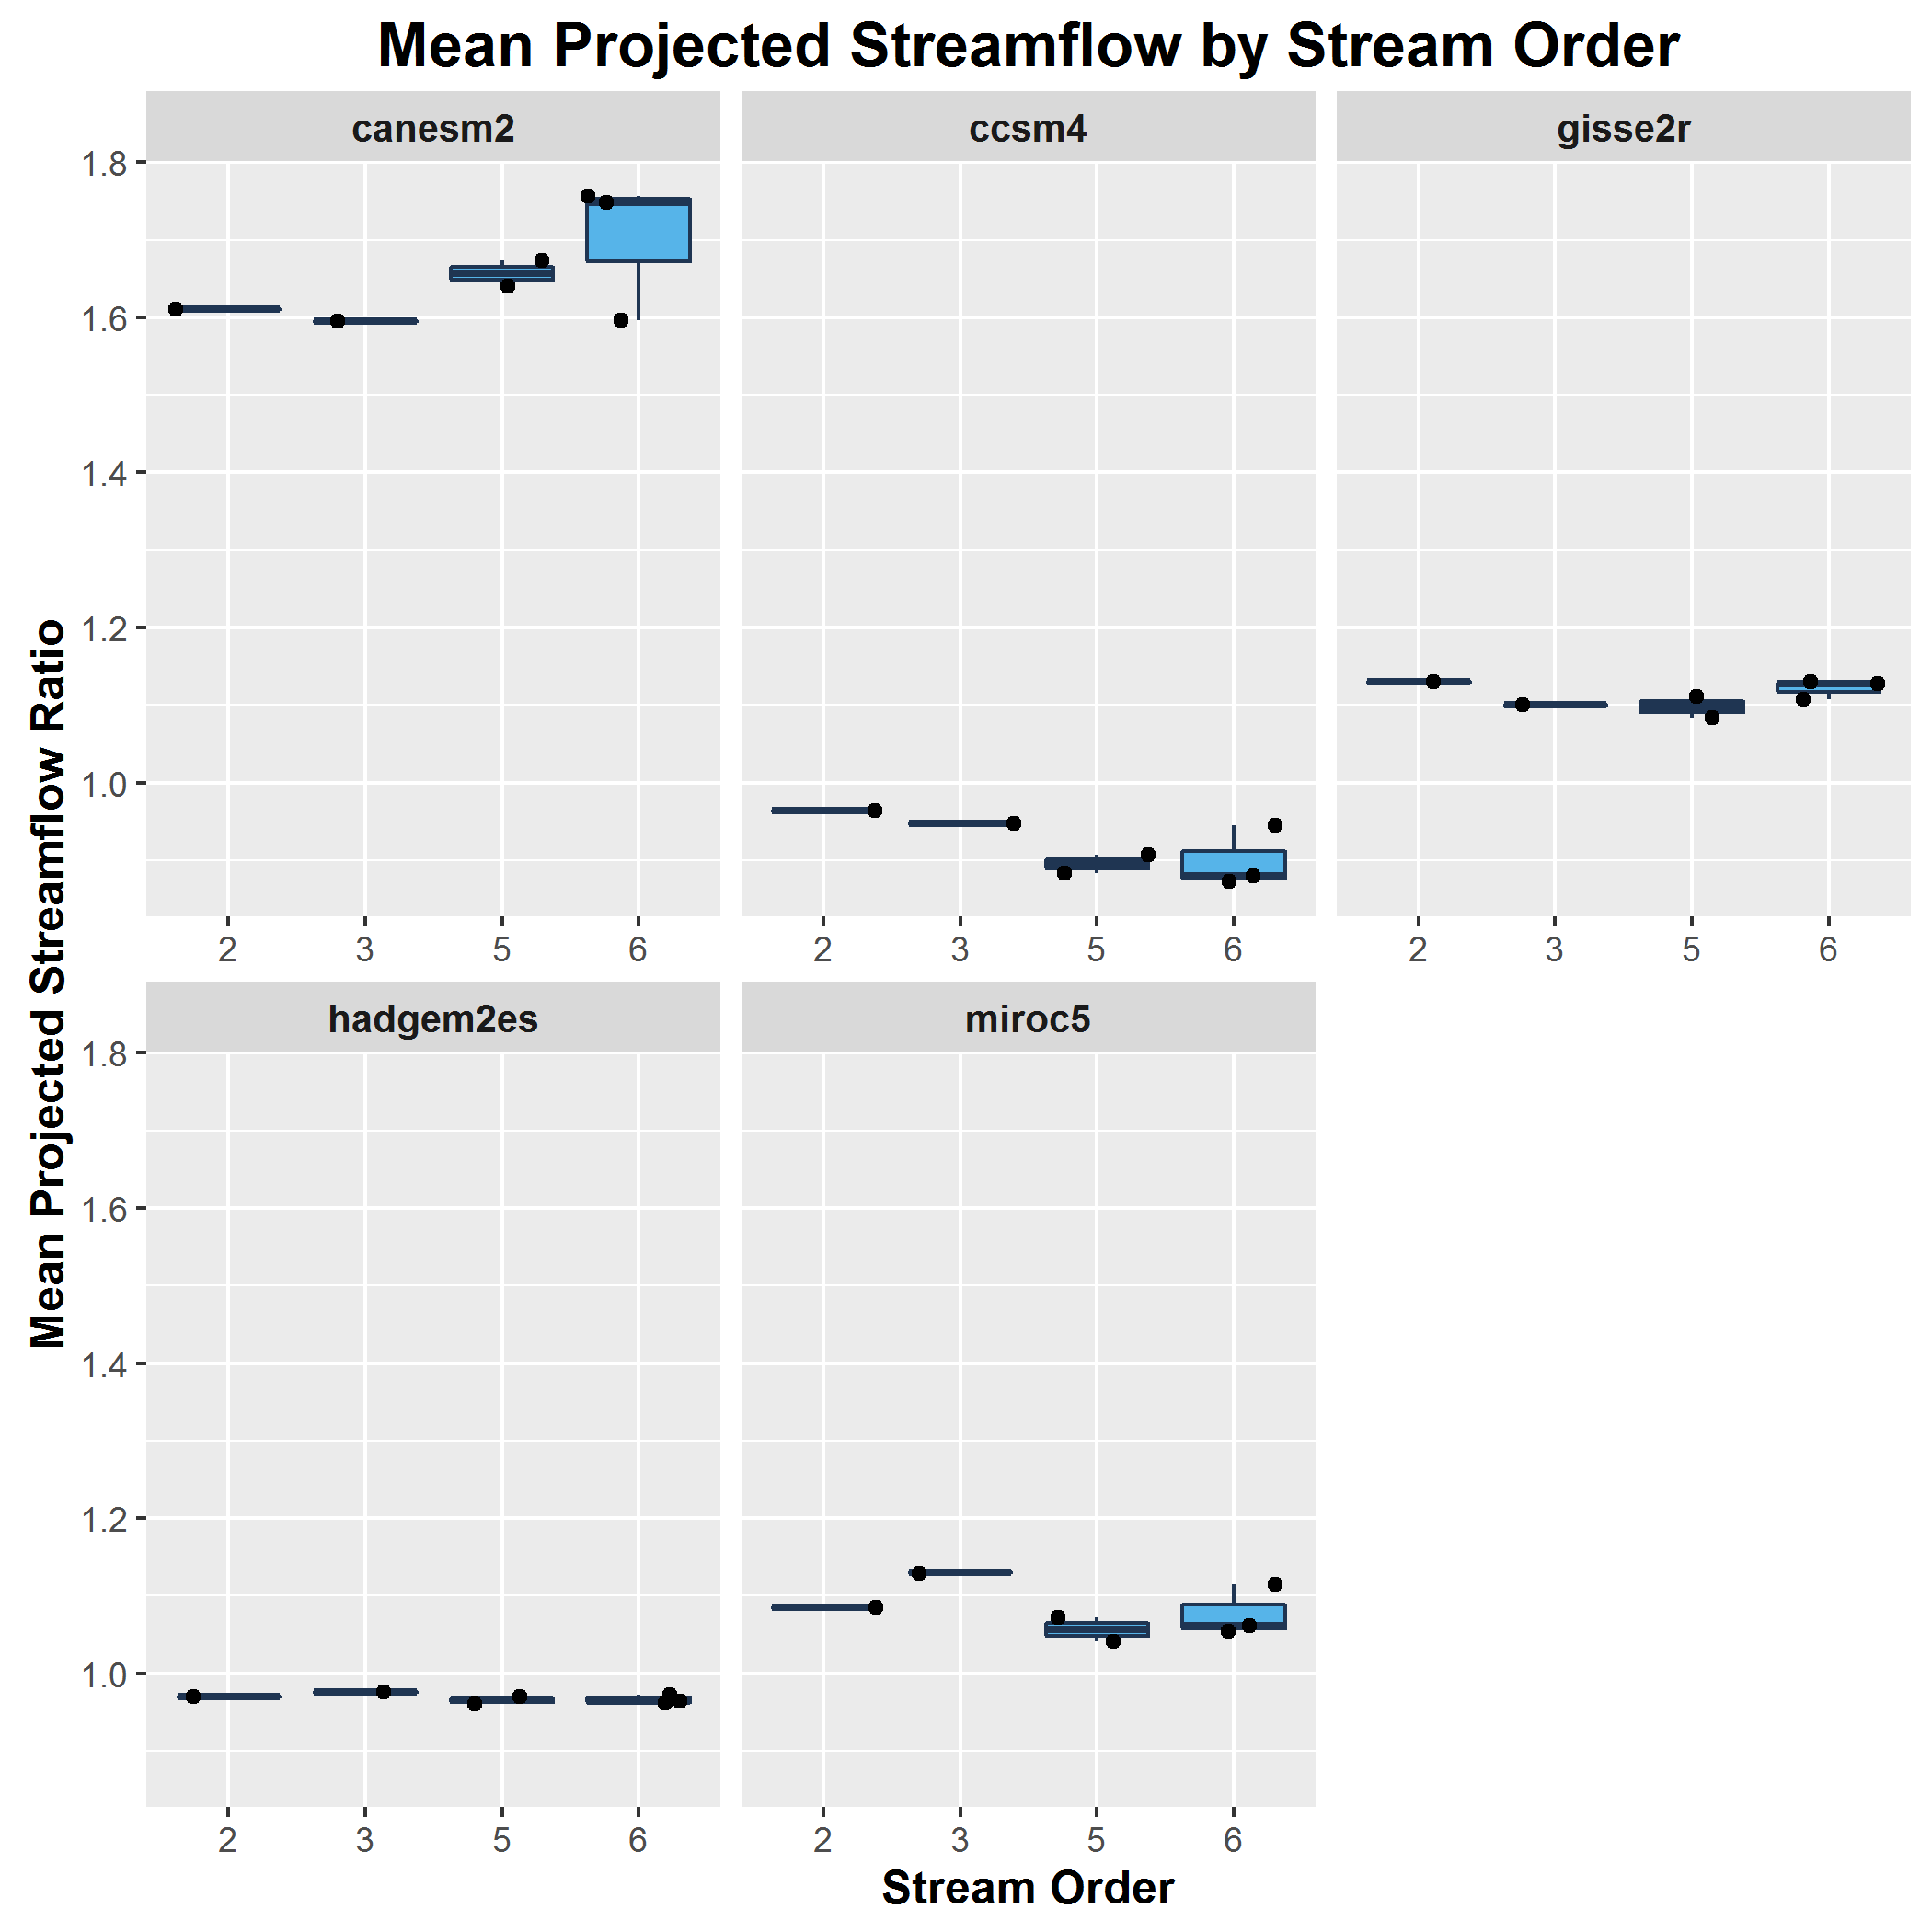 Mean Projected Streamflow by Stream Order
canesm2 ccsm4 gisse2r
1.8
1.6
1.4
1.2
1.0
2 3 5 6 2 3 5 6 2 3 5 6
Mean Projected Streamflow Ratio
hadgem2es miroc5
1.8
1.6
1.4
1.2
1.0
2 3 5 6 2 3 5 6
Stream Order